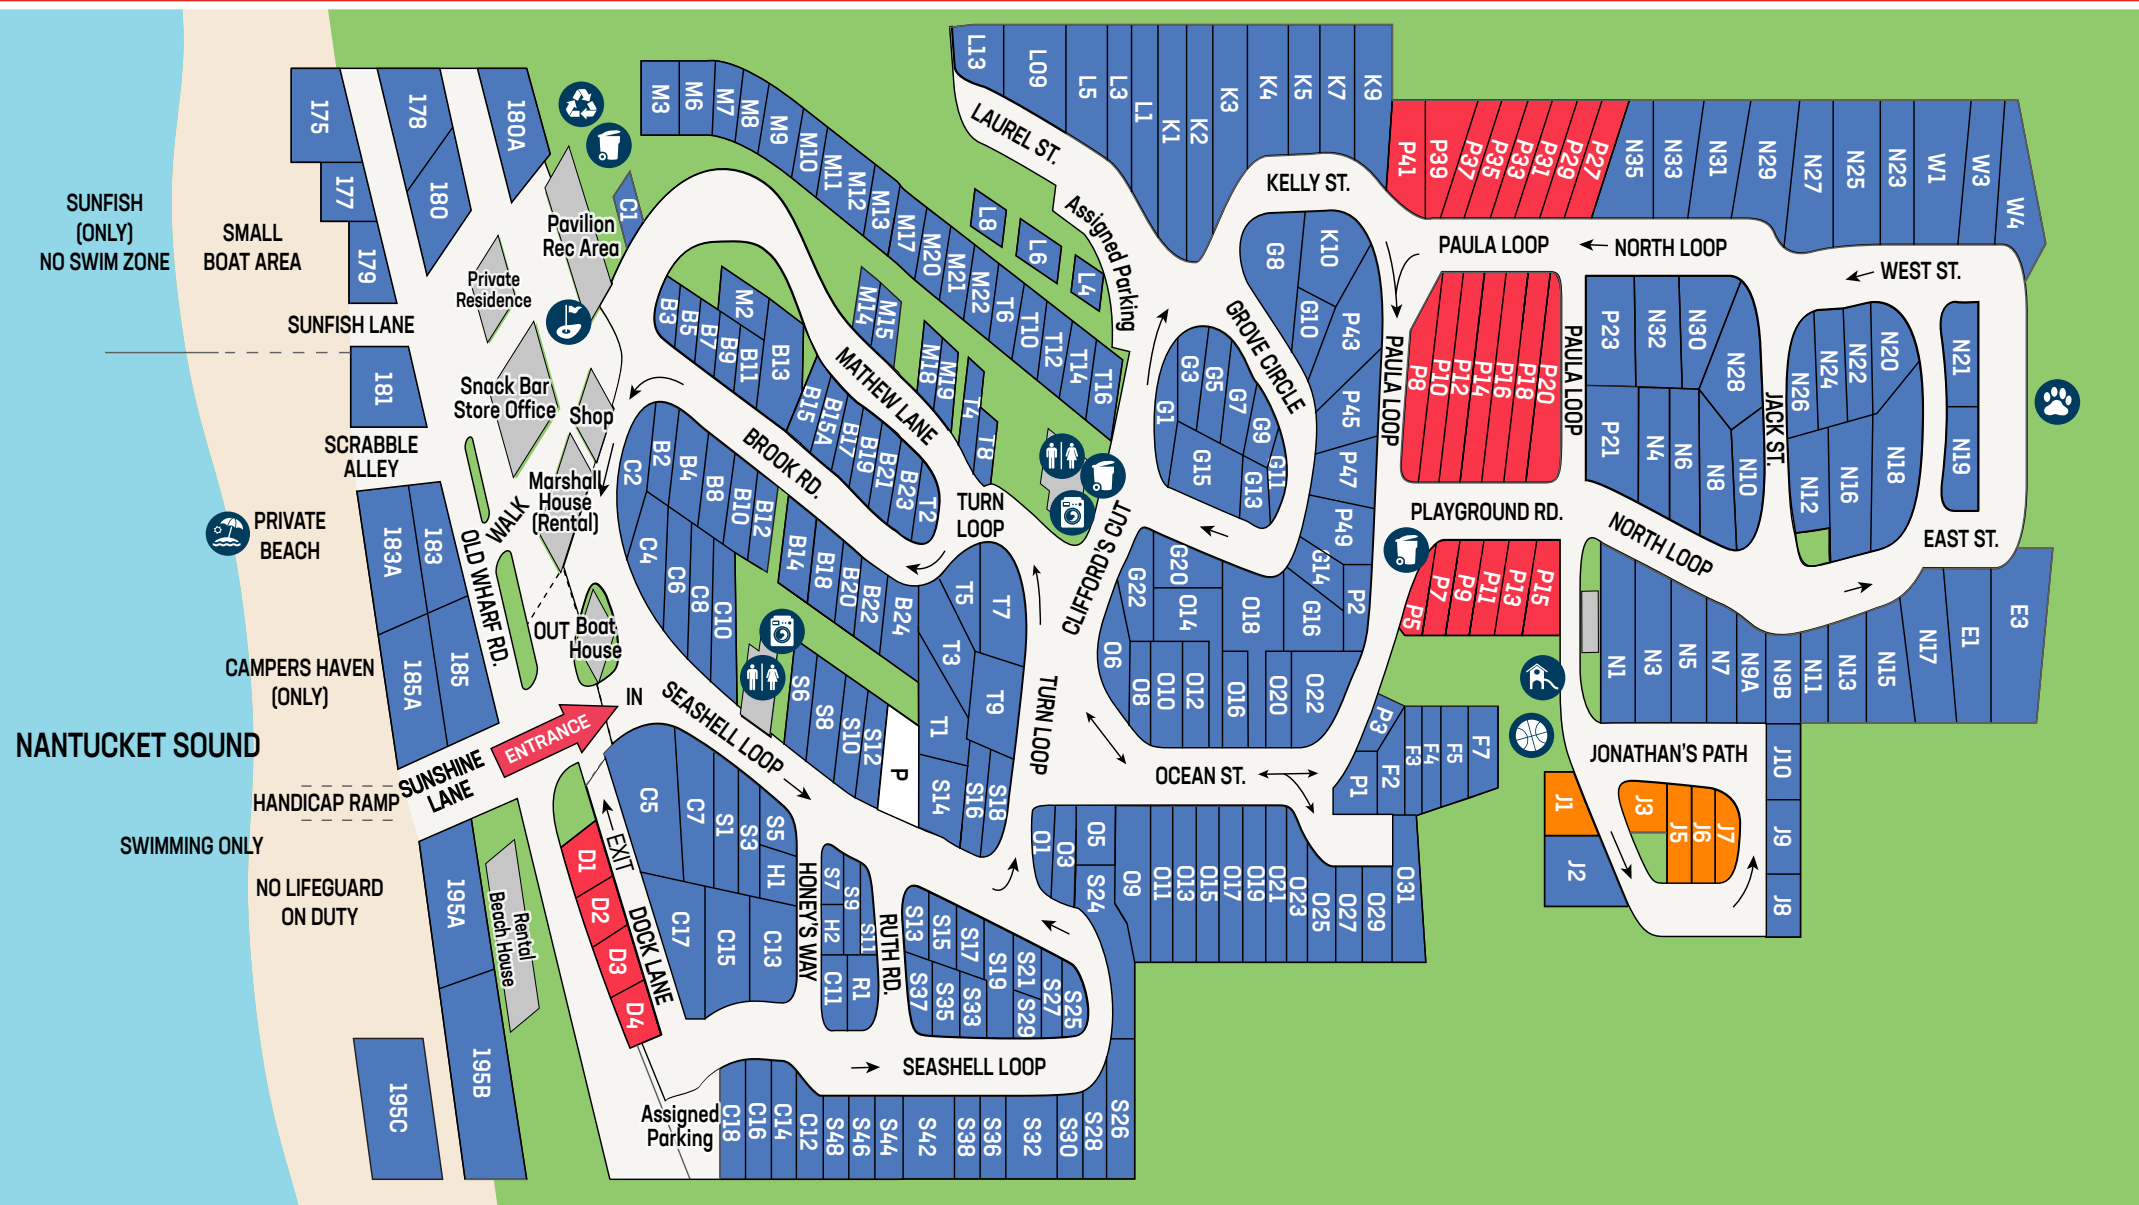 SUNFISH
(ONLY)
NO SWIM ZONE
SMALL
BOAT AREA
SUNFISH LANE
SCRABBLE
ALLEY
PRIVATE
BEACH
CAMPERS HAVEN
(ONLY)
NANTUCKET SOUND
HANDICAP RAMP
SWIMMING ONLY
NO LIFEGUARD
ON DUTY
175
177
179
178
180
180A
181
183A
183
185A
185
195A
195B
195C
Pavilion
Rec Area
Private
Residence
Snack Bar
Store Office
Shop
Marshall
House
(Rental)
WALK
OLD WHARF RD.
OUT
Boat
House
IN
ENTRANCE
SUNSHINE
LANE
Rental
Beach House
EXIT
DOCK LANE
D1
D2
D3
D4
Assigned
Parking
C1
M3
M6
M7
M8
M9
M10
M11
M12
M13
M17
M20
M21
M22
T6
T10
T12
T14
T16
L8
L6
L4
Assigned Parking
LAUREL ST.
L13
L09
L5
L3
L1
K1
K2
K3
K4
K5
K7
K9
KELLY ST.
P41
P39
P37
P35
P33
P31
P29
P27
N35
N33
N31
N29
N27
N25
N23
W1
W3
W4
PAULA LOOP
NORTH LOOP
WEST ST.
B3
B5
B7
B9
B11
M2
B13
B15
B15A
B17
B19
B21
B23
T2
M14
M15
M18
M19
T4
T8
MATHEW LANE
BROOK RD.
TURN
LOOP
CLIFFORD'S CUT
C2
B2
B4
B8
B10
B12
B14
B18
B20
B22
B24
C4
C6
C8
C10
T5
T7
T3
T9
T1
S6
S8
S10
S12
P
S14
S16
S18
TURN LOOP
SEASHELL LOOP
G8
K10
G10
P43
P45
P47
P49
G14
P2
G16
GROVE CIRCLE
G1
G3
G5
G7
G9
G11
G13
G15
G22
G20
O14
O18
O6
O8
O10
O12
O16
O20
O22
OCEAN ST.
PAULA LOOP
P8
P10
P12
P14
P16
P18
P20
PAULA LOOP
PLAYGROUND RD.
P5
P7
P9
P11
P13
P15
P23
N32
N30
N28
P21
N4
N6
N8
N10
JACK ST.
N26
N24
N22
N20
N12
N16
N18
N21
N19
EAST ST.
NORTH LOOP
N1
N3
N5
N7
N9A
N9B
N11
N13
N15
N17
E1
E3
P3
P1
F2
F3
F4
F5
F7
JONATHAN'S PATH
J1
J2
J3
J5
J6
J7
J10
J9
J8
C5
C7
S1
S3
S5
H1
C17
C15
C13
HONEY'S WAY
S7
S9
H2
S11
C11
R1
RUTH RD.
S13
S15
S17
S19
S21
S27
S25
S37
S35
S33
S29
SEASHELL LOOP
O1
O3
O5
S24
O9
O11
O13
O15
O17
O19
O21
O23
O25
O27
O29
O31
C18
C16
C14
C12
S48
S46
S44
S42
S38
S36
S32
S30
S28
S26